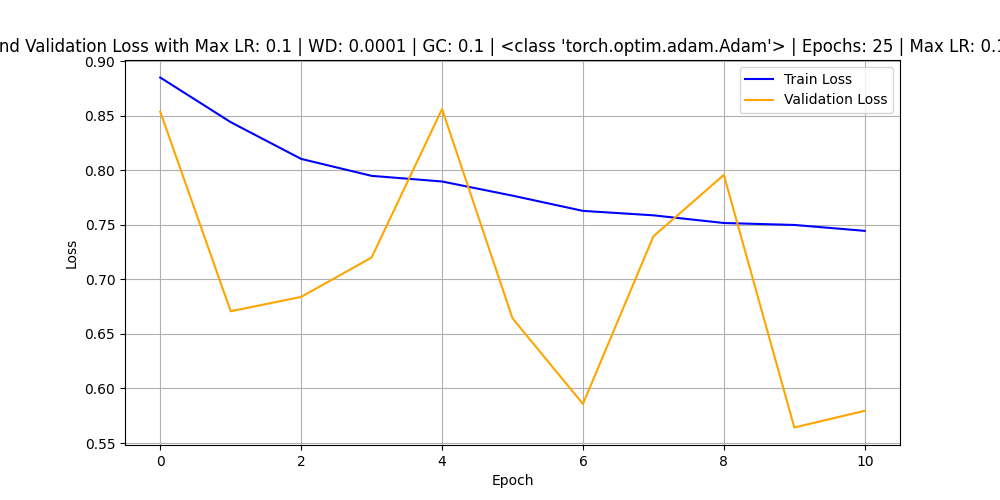 nd Validation Loss with Max LR: 0.1 | WD: 0.0001 | GC: 0.1 | <class 'torch.optim.adam.Adam'> | Epochs: 25 | Max LR: 0.1
0.90
Train Loss
Validation Loss
0.85
0.80
0.75
0.70
0.65
0.60
0.55
Loss
0 2 4 6 8 10
Epoch